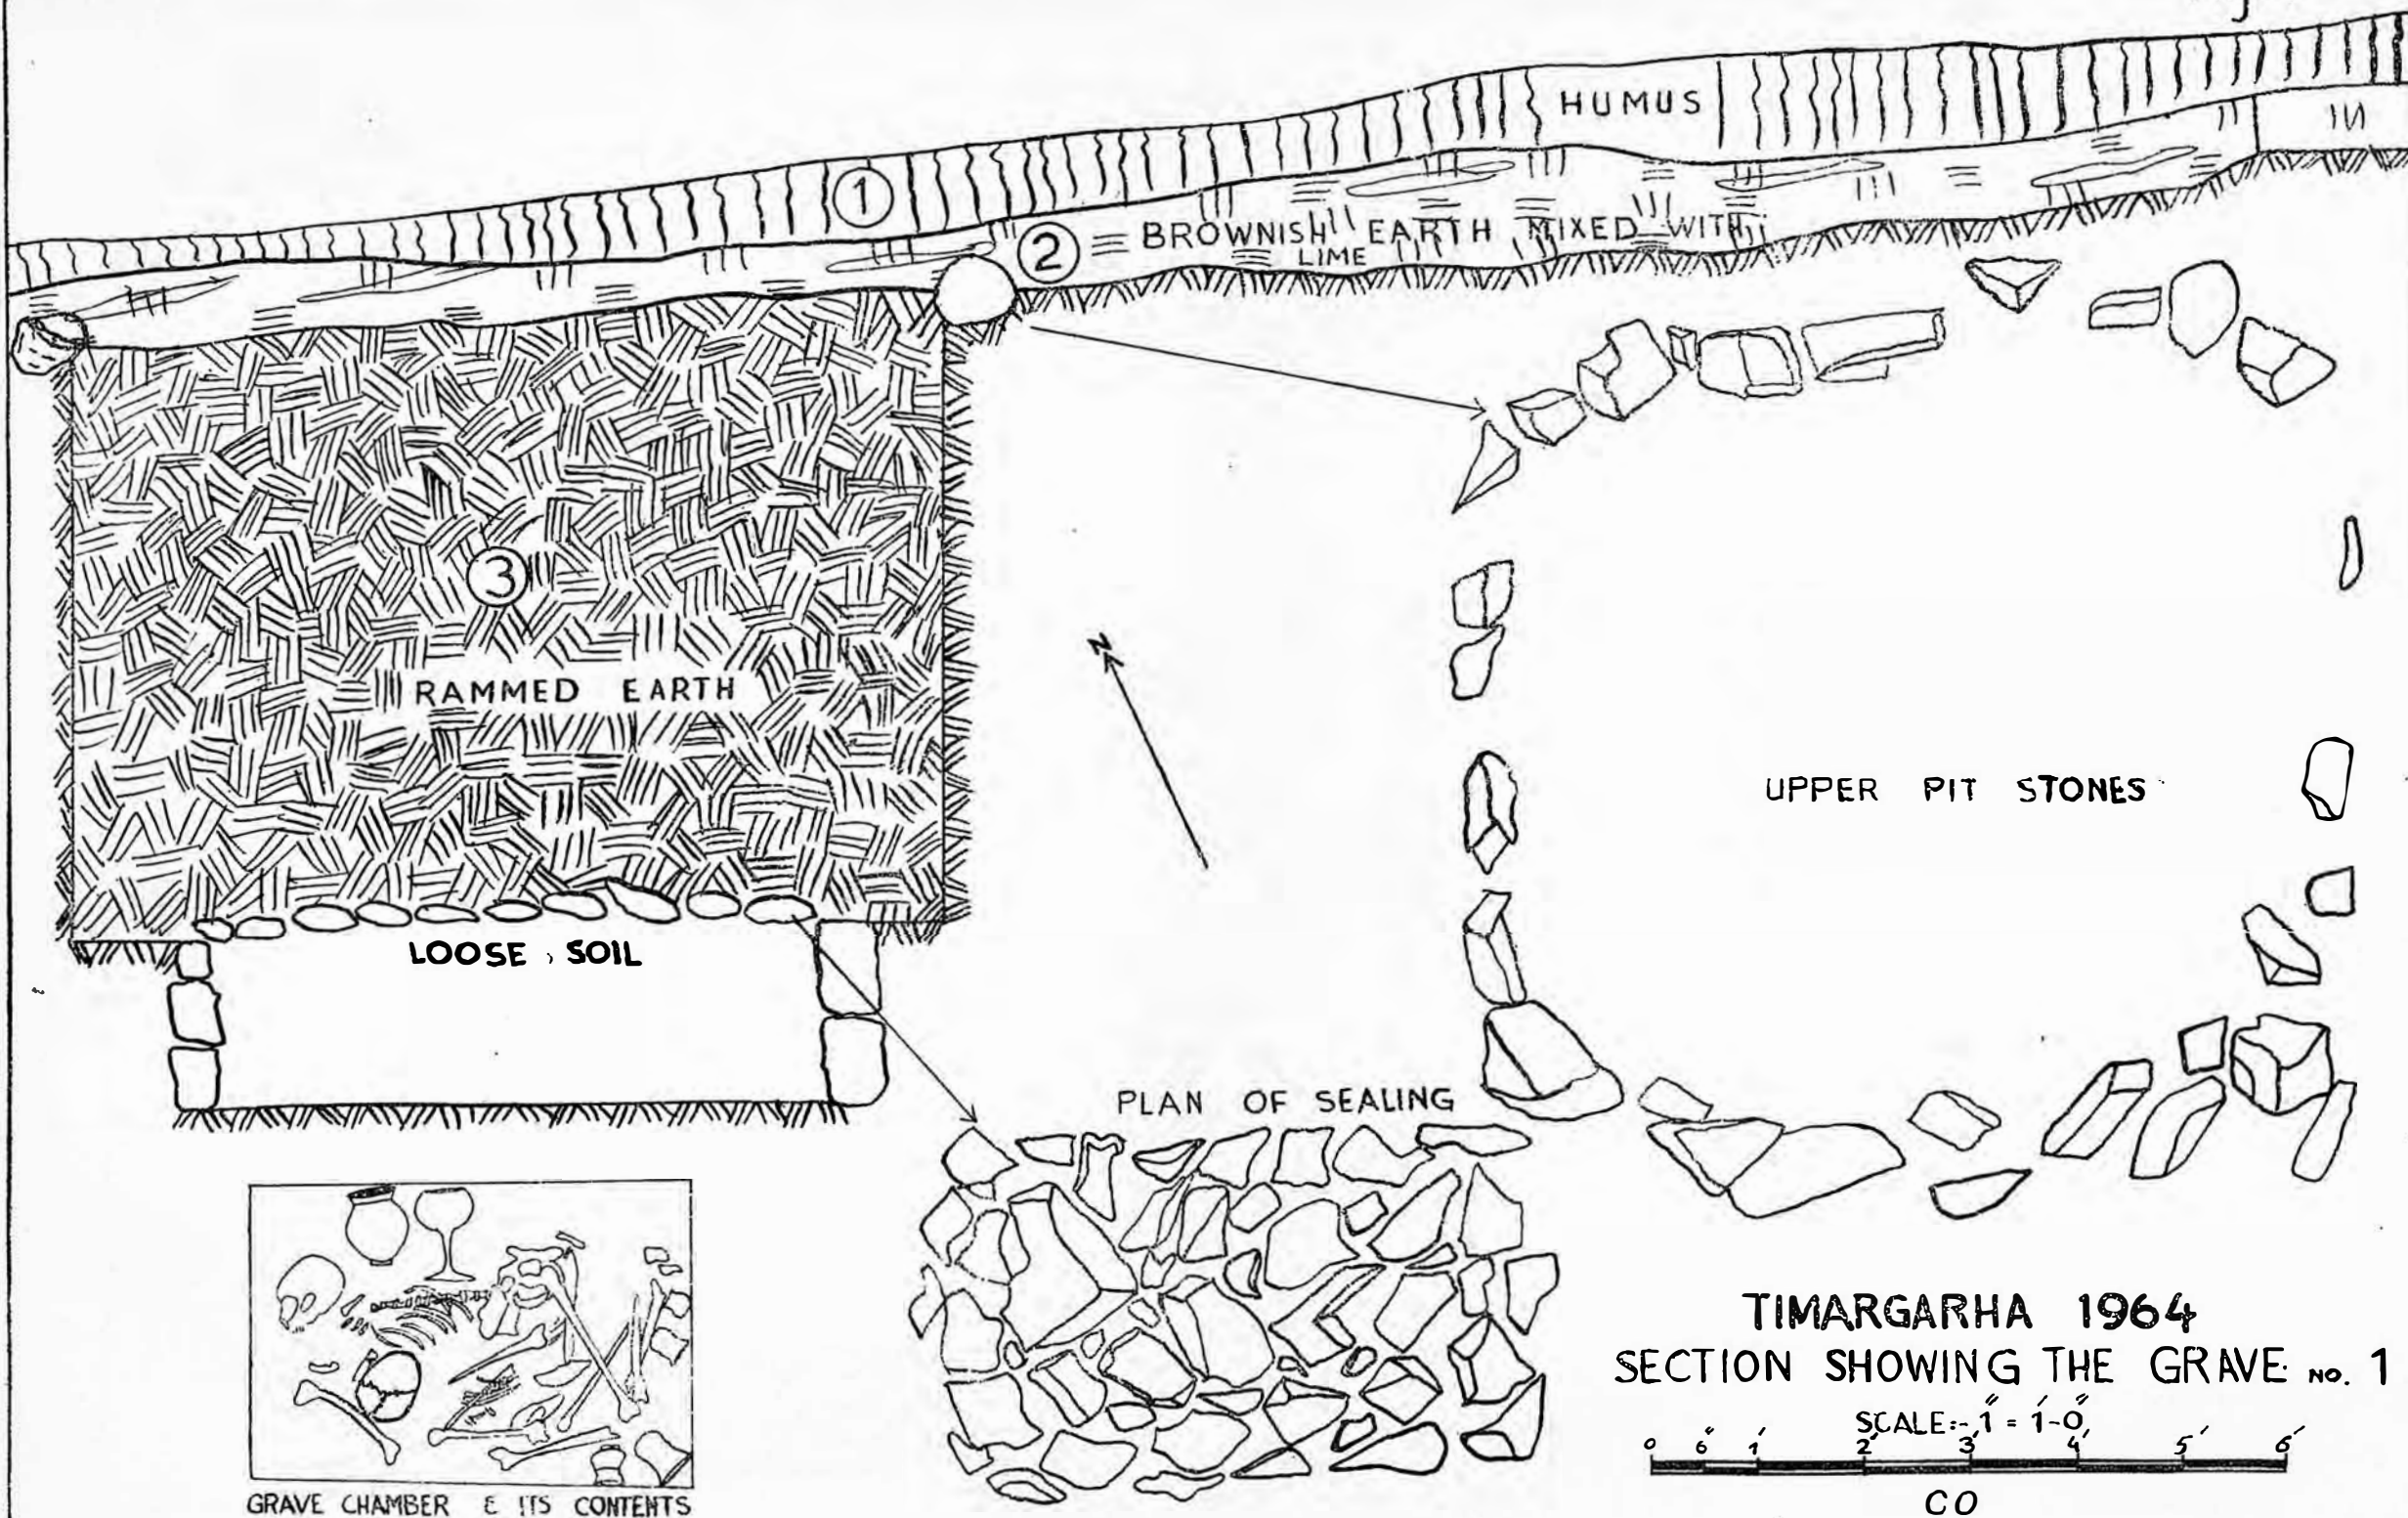 HUMUS
1
2 BROWNISH EARTH MIXED WITH
LIME
3
N
RAMMED EARTH
UPPER PIT STONES
LOOSE, SOIL
PLAN OF SEALING
TIMARGARHA 1964
SECTION SHOWING THE GRAVE NO. 1
SCALE:- 1" = 1'-0"
0 6" 1' 2' 3' 4' 5' 6'
CO
GRAVE CHAMBER & ITS CONTENTS